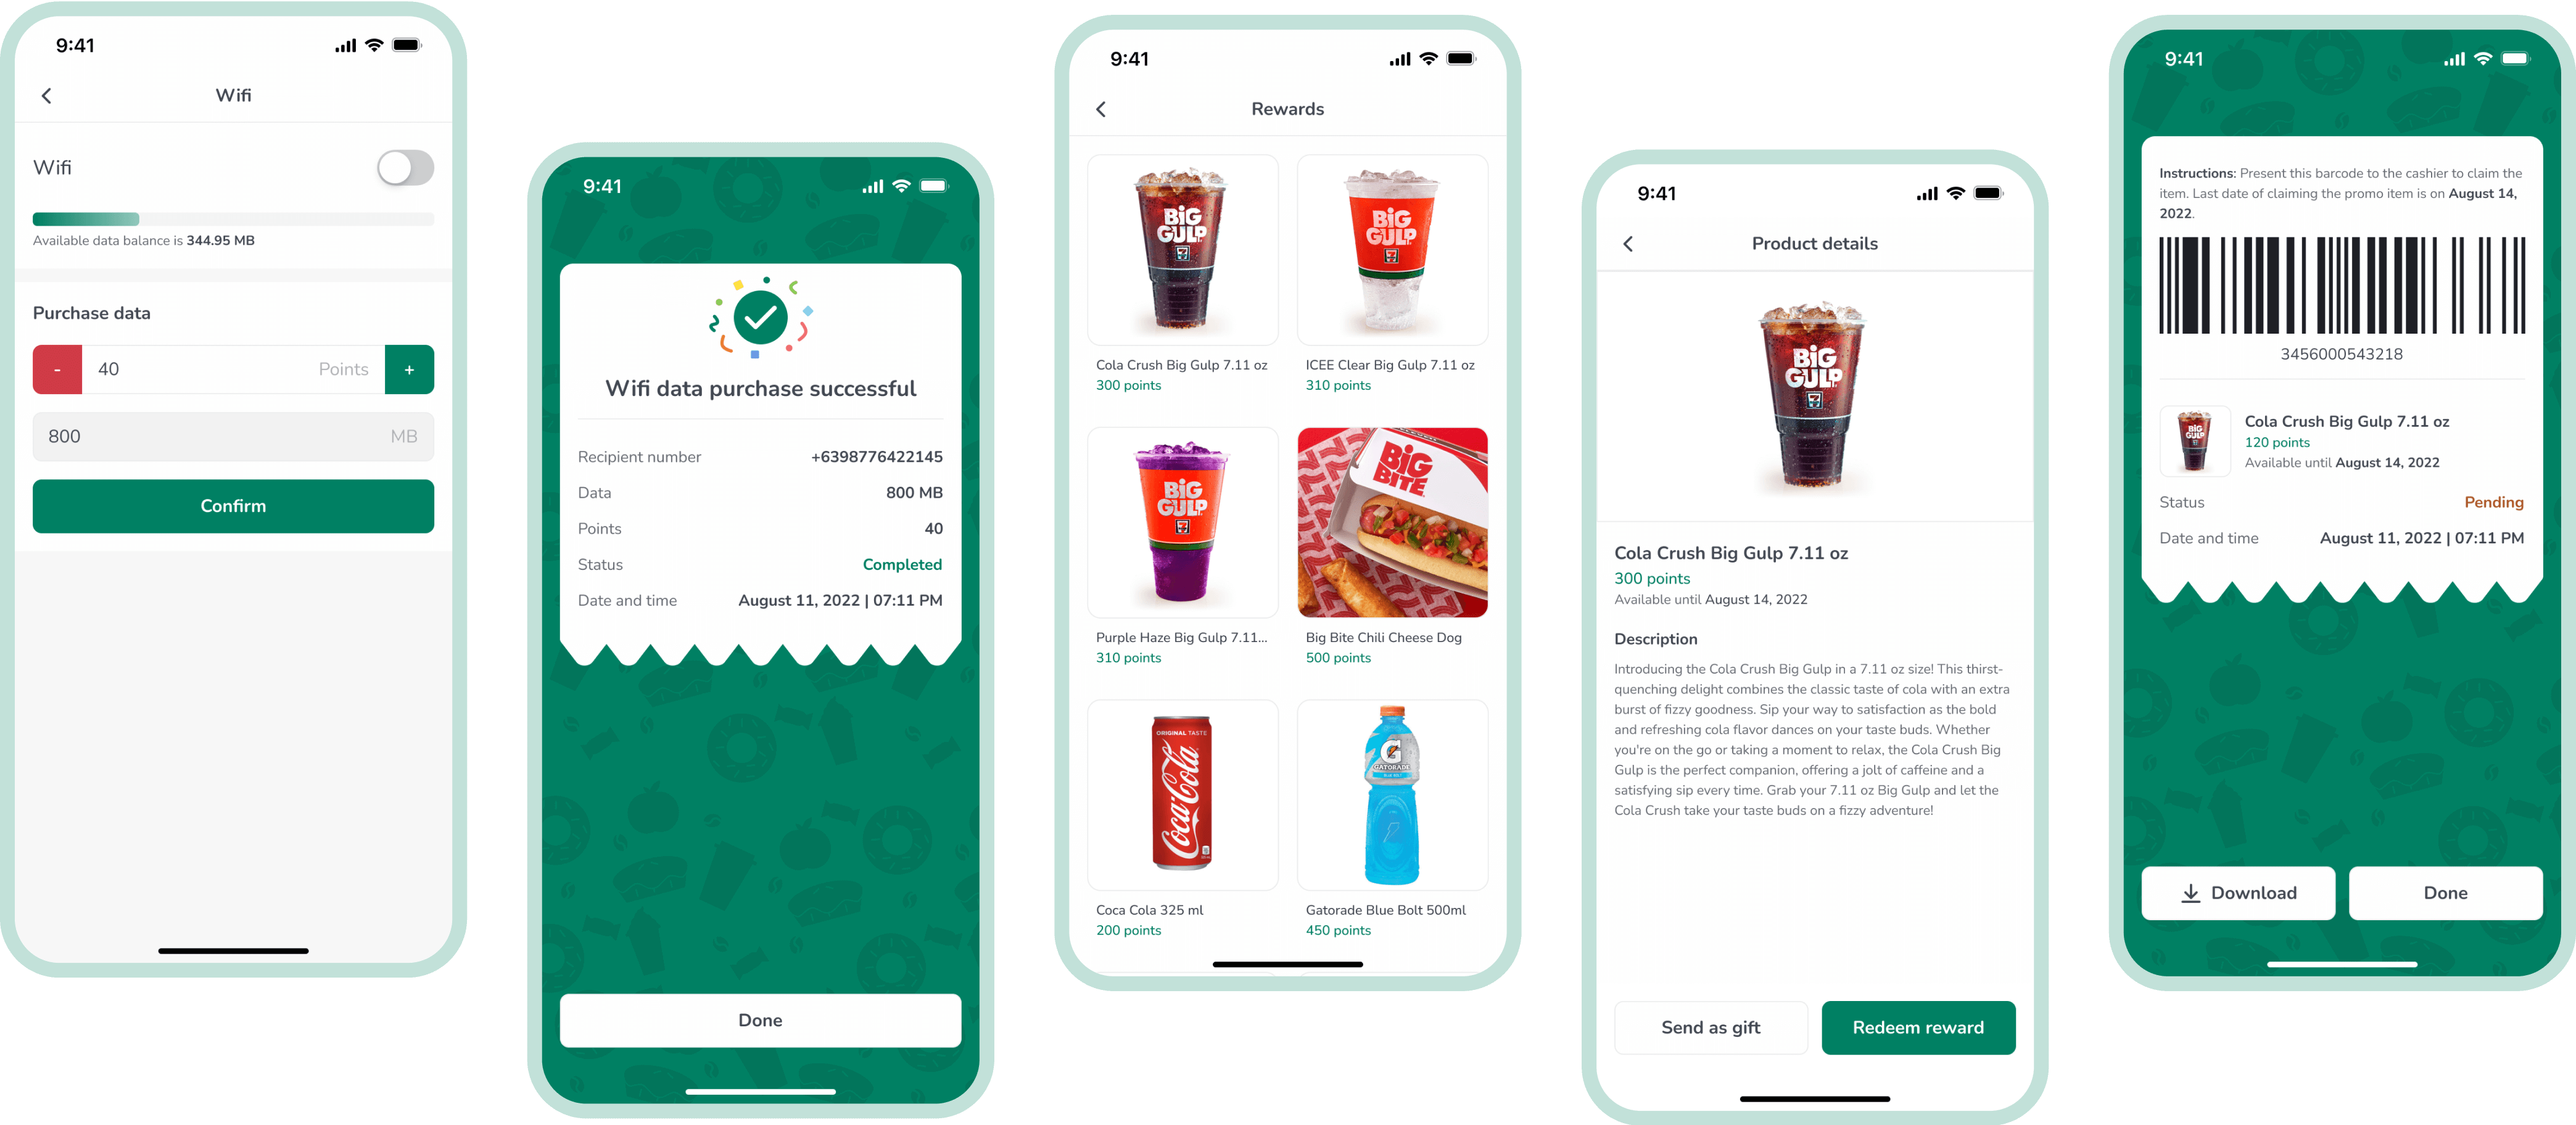 9:41
Wifi
Wifi
Available data balance is 344.95 MB
Purchase data
-
40
Points
+
800
MB
Confirm
9:41
Wifi data purchase successful
Recipient number
+6398776422145
Data
800 MB
Points
40
Status
Completed
Date and time
August 11, 2022 | 07:11 PM
Done
9:41
Rewards
BIG
GULP
7
BIG
GULP
7
Cola Crush Big Gulp 7.11 oz
300 points
ICEE Clear Big Gulp 7.11 oz
310 points
BIG
GULP
7
BIG
BITE
Purple Haze Big Gulp 7.11...
310 points
Big Bite Chili Cheese Dog
500 points
ORIGINAL TASTE
Coca-Cola
G
GATORADE
BLUE BOLT
Coca Cola 325 ml
200 points
Gatorade Blue Bolt 500ml
450 points
9:41
Product details
BIG
GULP
7
Cola Crush Big Gulp 7.11 oz
300 points
Available until August 14, 2022
Description
Introducing the Cola Crush Big Gulp in a 7.11 oz size! This thirst-
quenching delight combines the classic taste of cola with an extra
burst of fizzy goodness. Sip your way to satisfaction as the bold
and refreshing cola flavor dances on your taste buds. Whether
you're on the go or taking a moment to relax, the Cola Crush Big
Gulp is the perfect companion, offering a jolt of caffeine and a
satisfying sip every time. Grab your 7.11 oz Big Gulp and let the
Cola Crush take your taste buds on a fizzy adventure!
Send as gift
Redeem reward
9:41
Instructions: Present this barcode to the cashier to claim the
item. Last date of claiming the promo item is on August 14,
2022.
3456000543218
BIG
GULP
Cola Crush Big Gulp 7.11 oz
120 points
Available until August 14, 2022
Status
Pending
Date and time
August 11, 2022 | 07:11 PM
Download
Done